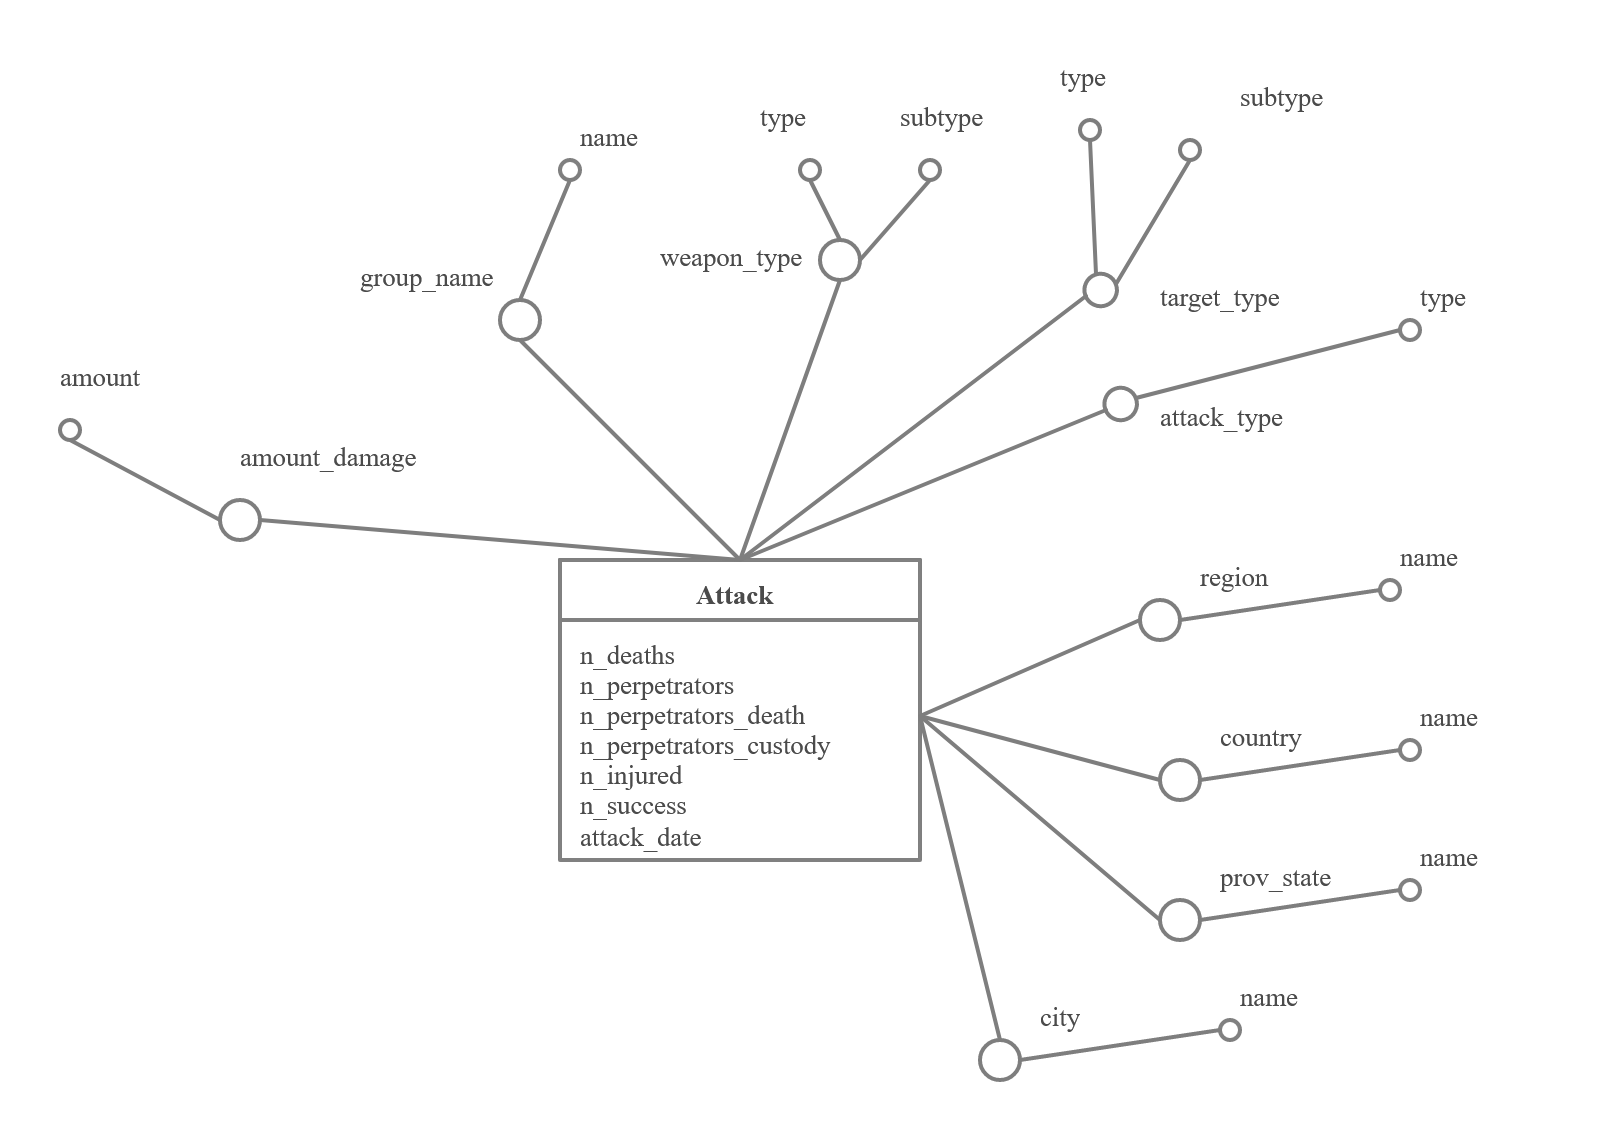 type
subtype
type
subtype
name
weapon_type
group_name
target_type
type
amount
attack_type
amount_damage
name
region
Attack
n_deaths
n_perpetrators
n_perpetrators_death
n_perpetrators_custody
n_injured
n_success
attack_date
country
name
prov_state
name
city
name